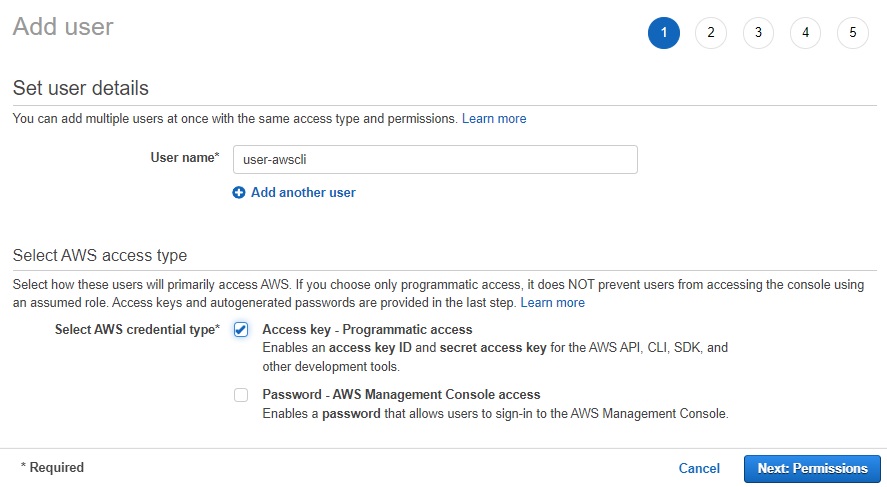 Add user
1 2 3 4 5
Set user details
You can add multiple users at once with the same access type and permissions. Learn more
User name* user-awscli
Add another user
Select AWS access type
Select how these users will primarily access AWS. If you choose only programmatic access, it does NOT prevent users from accessing the console using
an assumed role. Access keys and autogenerated passwords are provided in the last step. Learn more
Select AWS credential type* Access key - Programmatic access
Enables an access key ID and secret access key for the AWS API, CLI, SDK, and
other development tools.
Password - AWS Management Console access
Enables a password that allows users to sign-in to the AWS Management Console.
* Required Cancel Next: Permissions